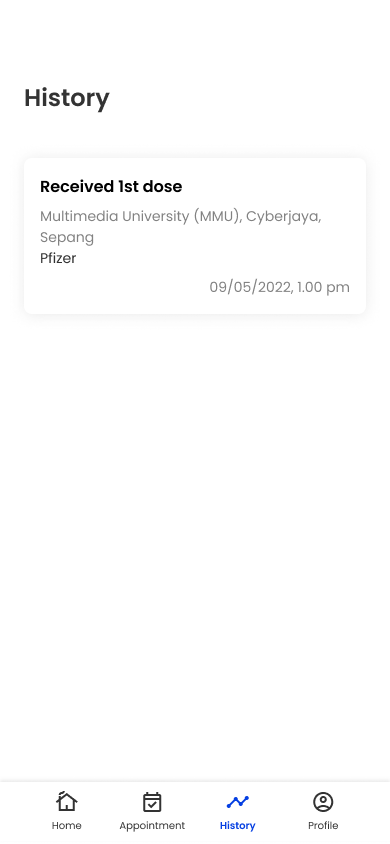 History
Received 1st dose
Multimedia University (MMU), Cyberjaya,
Sepang
Pfizer
09/05/2022, 1.00 pm
Home
Appointment
History
Profile